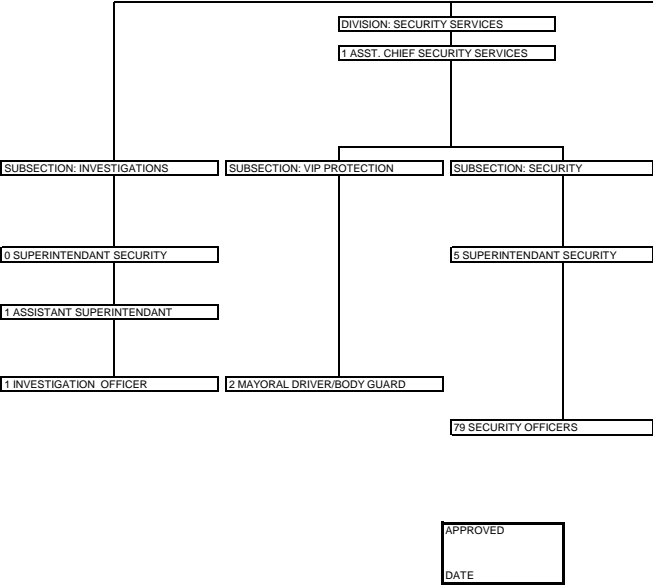 DIVISION: SECURITY SERVICES
1 ASST. CHIEF SECURITY SERVICES
SUBSECTION: INVESTIGATIONS
SUBSECTION: VIP PROTECTION
SUBSECTION: SECURITY
0 SUPERINTENDANT SECURITY
5 SUPERINTENDANT SECURITY
1 ASSISTANT SUPERINTENDANT
1 INVESTIGATION OFFICER
2 MAYORAL DRIVER/BODY GUARD
79 SECURITY OFFICERS
APPROVED
DATE